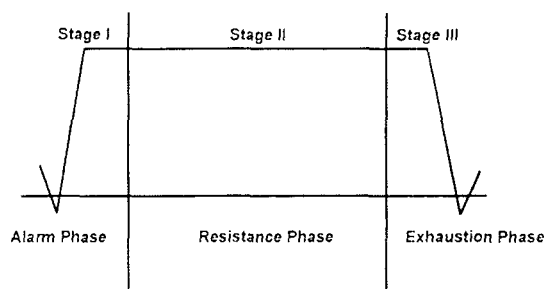 Stage I
Stage II
Stage III
Alarm Phase
Resistance Phase
Exhaustion Phase